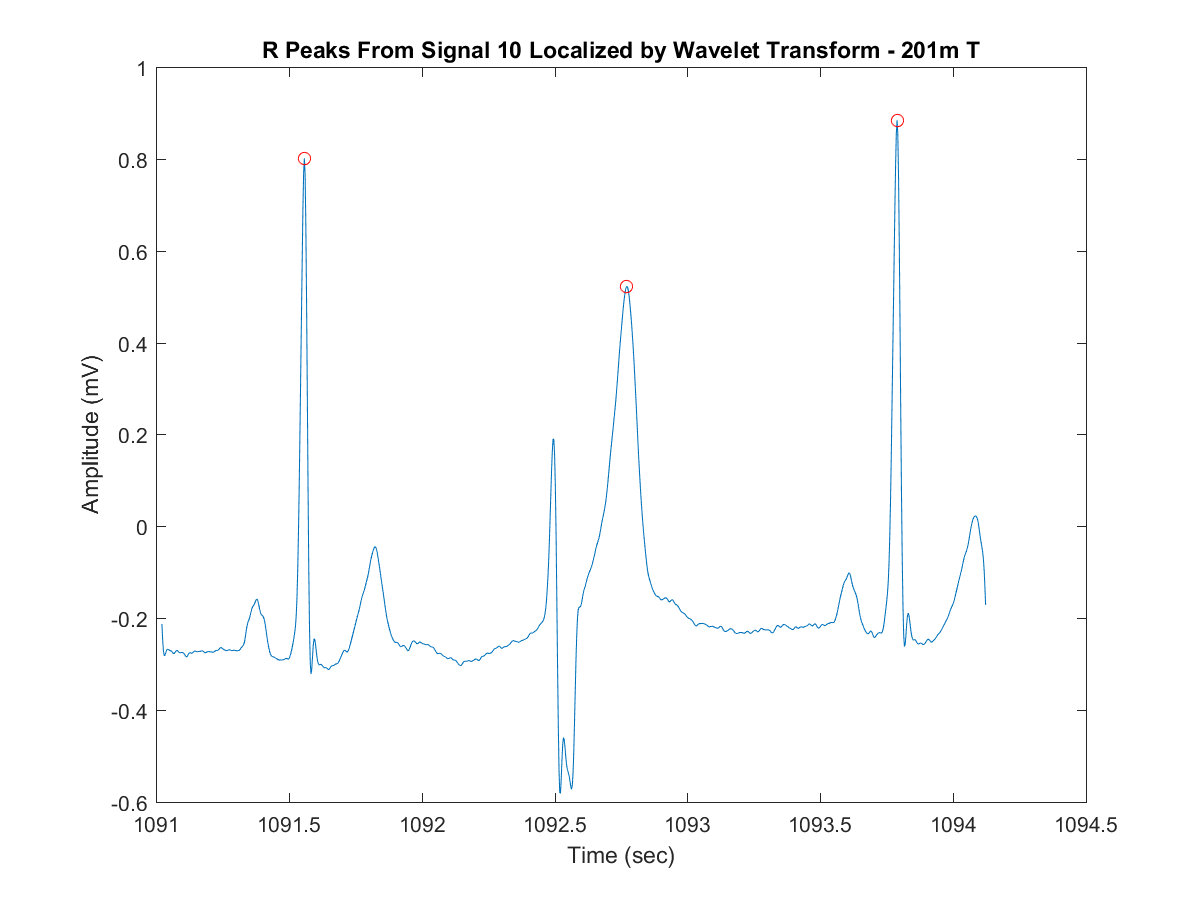 R Peaks From Signal 10 Localized by Wavelet Transform - 201m T
1
0.8
0.6
0.4
0.2
0
-0.2
-0.4
-0.6
Amplitude (mV)
1091 1091.5 1092 1092.5 1093 1093.5 1094 1094.5
Time (sec)